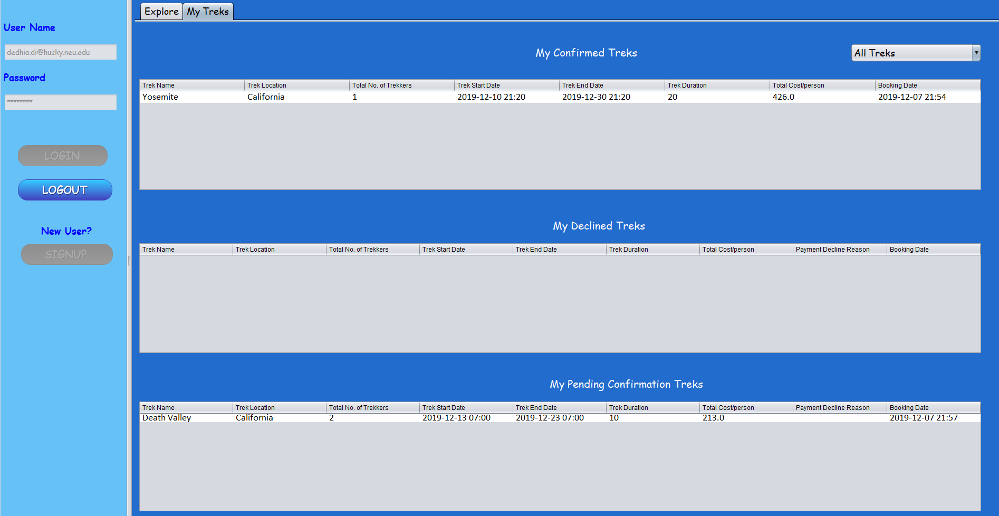 User Name
dedhia.di@husky.neu.edu
Password
********
LOGIN
LOGOUT
New User?
SIGNUP
Explore My Treks
My Confirmed Treks All Treks
Trek Name Trek Location Total No. of Trekkers Trek Start Date Trek End Date Trek Duration Total Cost/person Booking Date
Yosemite California 1 2019-12-10 21:20 2019-12-30 21:20 20 426.0 2019-12-07 21:54
My Declined Treks
Trek Name Trek Location Total No. of Trekkers Trek Start Date Trek End Date Trek Duration Total Cost/person Payment Decline Reason Booking Date
My Pending Confirmation Treks
Trek Name Trek Location Total No. of Trekkers Trek Start Date Trek End Date Trek Duration Total Cost/person Payment Decline Reason Booking Date
Death Valley California 2 2019-12-13 07:00 2019-12-23 07:00 10 213.0 2019-12-07 21:57